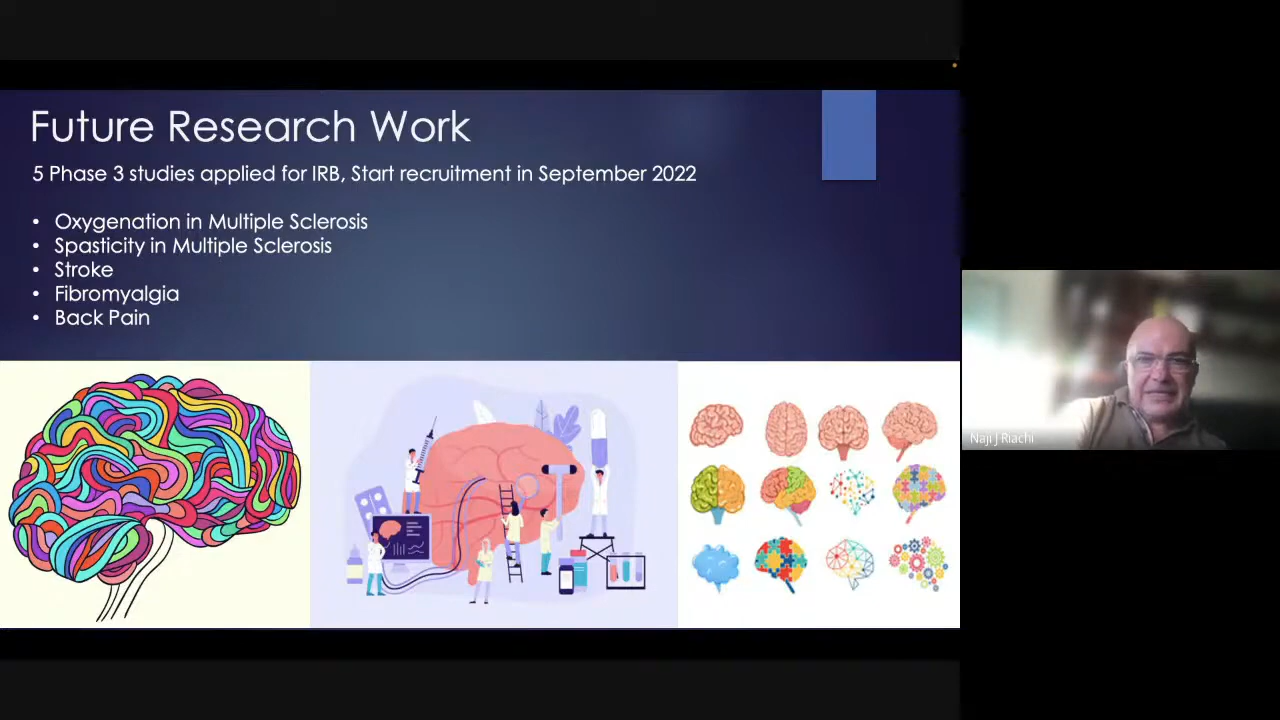 Future Research Work
5 Phase 3 studies applied for IRB, Start recruitment in September 2022
• Oxygenation in Multiple Sclerosis
• Spasticity in Multiple Sclerosis
• Stroke
• Fibromyalgia
• Back Pain
Naji J Riachi